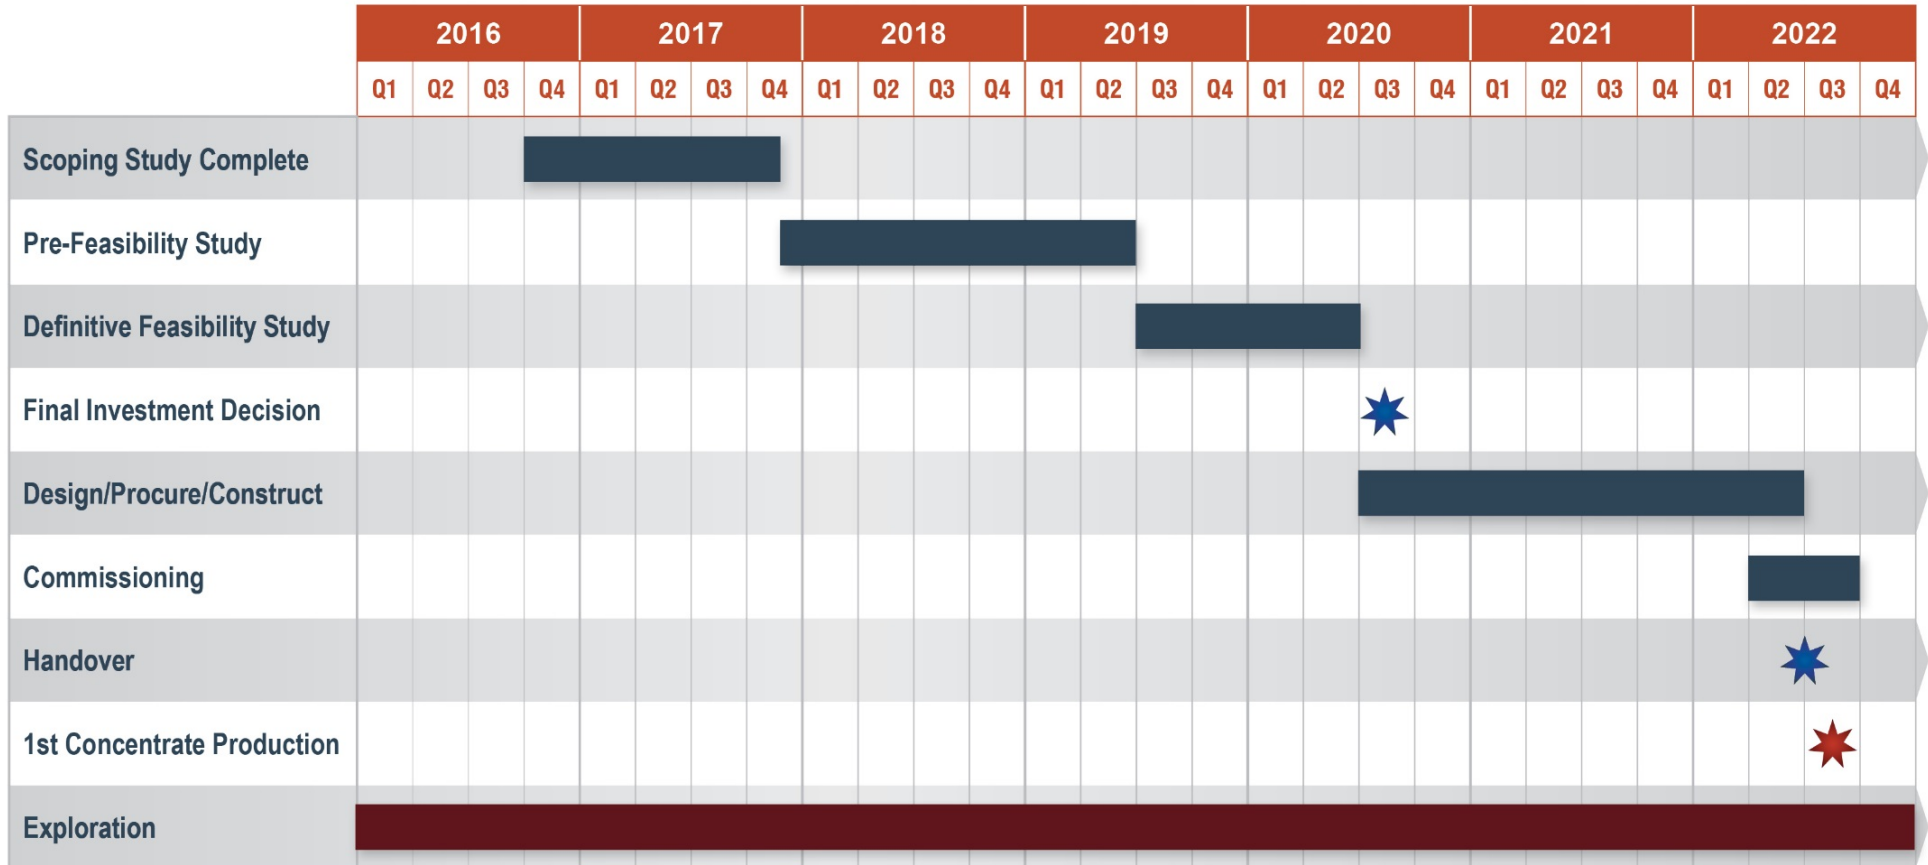 2016 2017 2018 2019 2020 2021 2022
Q1 Q2 Q3 Q4 Q1 Q2 Q3 Q4 Q1 Q2 Q3 Q4 Q1 Q2 Q3 Q4 Q1 Q2 Q3 Q4 Q1 Q2 Q3 Q4 Q1 Q2 Q3 Q4
Scoping Study Complete
Pre-Feasibility Study
Definitive Feasibility Study
Final Investment Decision
Design/Procure/Construct
Commissioning
Handover
1st Concentrate Production
Exploration